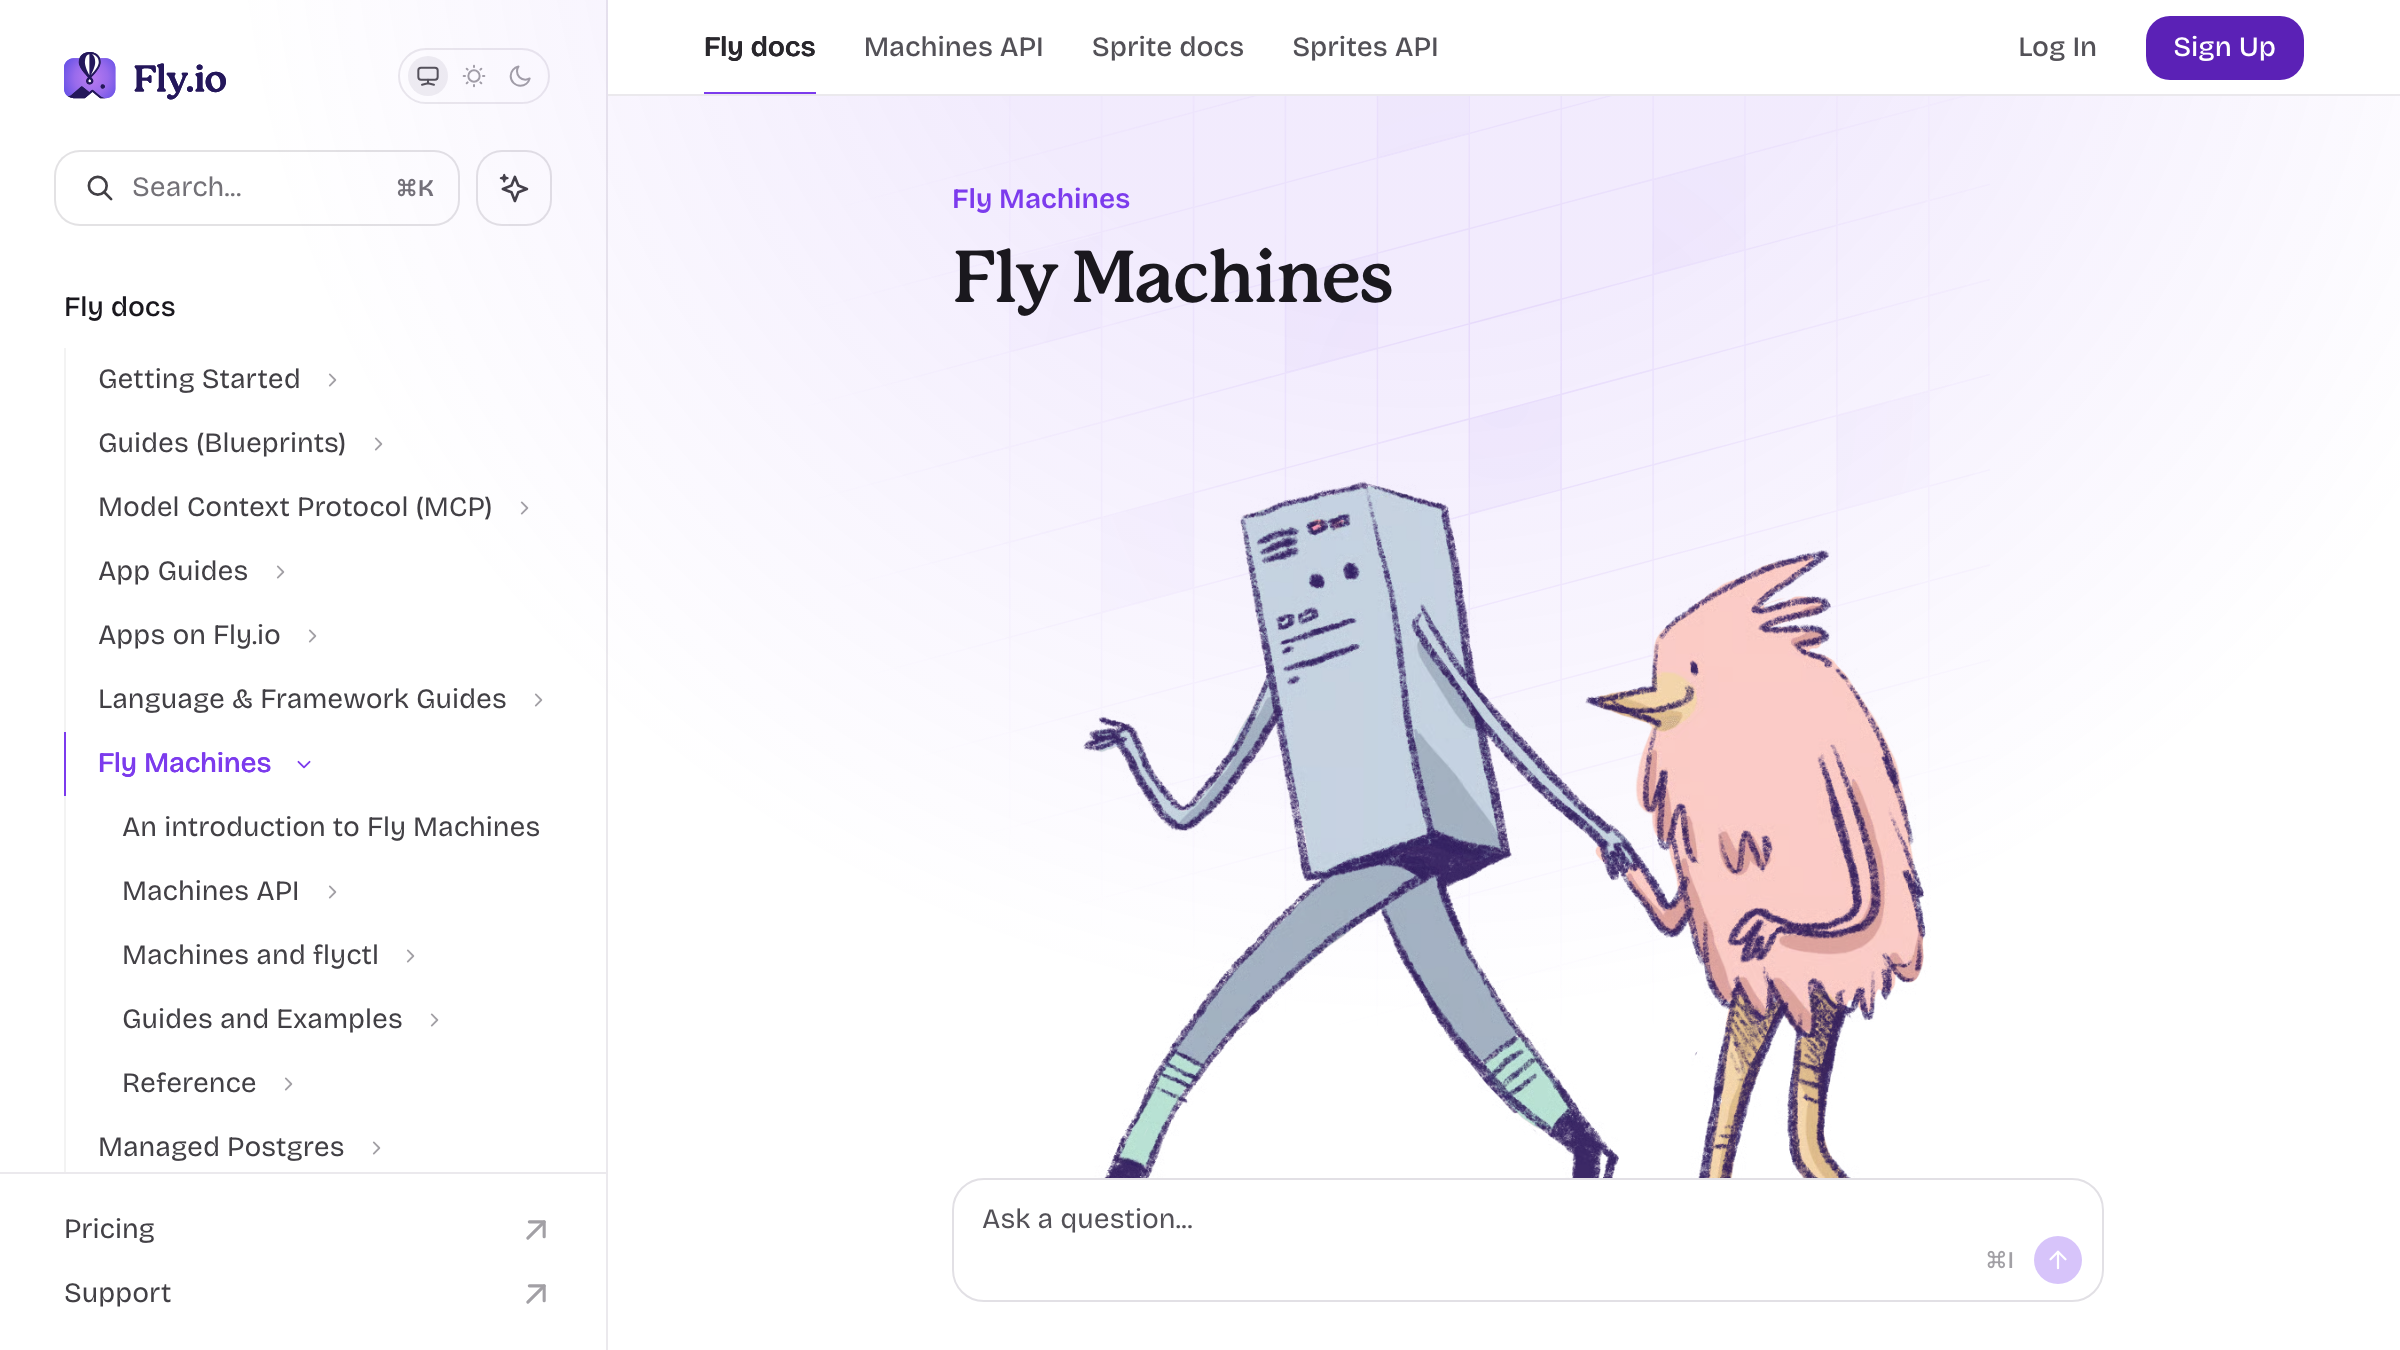 Fly.io
Search...
⌘K
Fly docs
Getting Started
Guides (Blueprints)
Model Context Protocol (MCP)
App Guides
Apps on Fly.io
Language & Framework Guides
Fly Machines
An introduction to Fly Machines
Machines API
Machines and flyctl
Guides and Examples
Reference
Managed Postgres
Pricing
Support
Fly docs
Machines API
Sprite docs
Sprites API
Log In
Sign Up
Fly Machines
Fly Machines
Ask a question...
⌘I